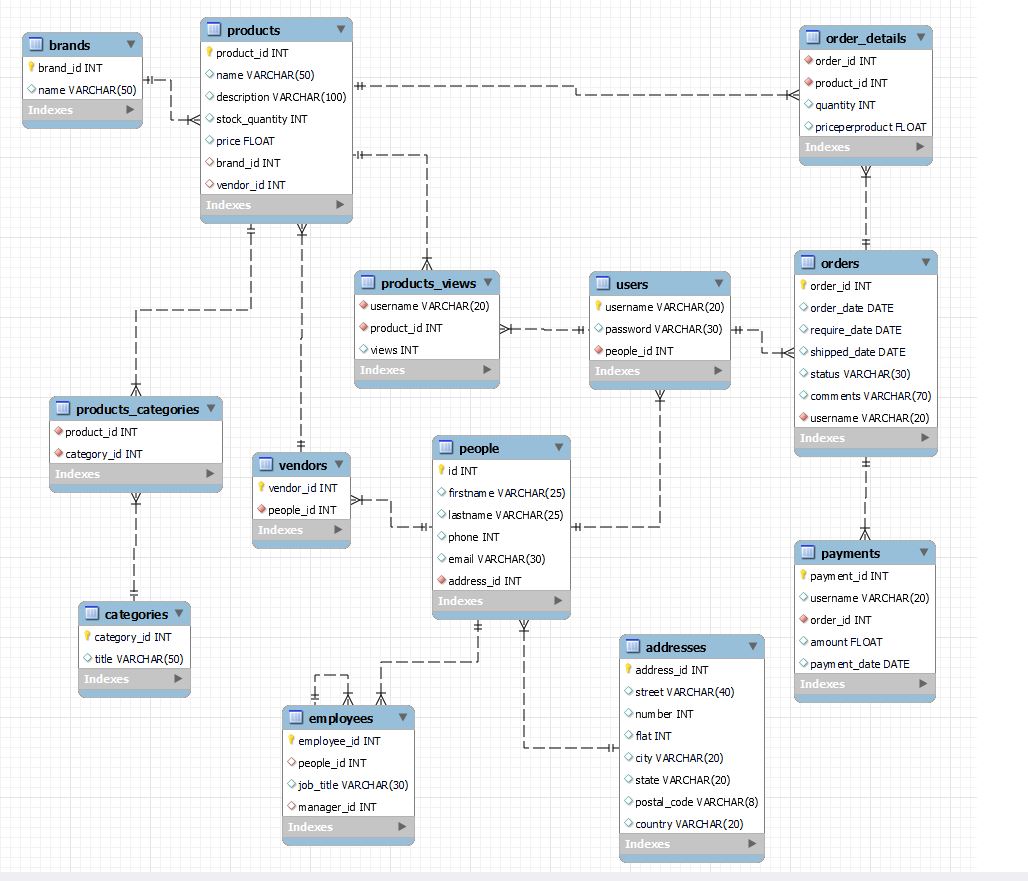 brands
brand_id INT
name VARCHAR(50)
Indexes
products
product_id INT
name VARCHAR(50)
description VARCHAR(100)
stock_quantity INT
price FLOAT
brand_id INT
vendor_id INT
Indexes
order_details
order_id INT
product_id INT
quantity INT
priceperproduct FLOAT
Indexes
products_views
username VARCHAR(20)
product_id INT
views INT
Indexes
users
username VARCHAR(20)
password VARCHAR(30)
people_id INT
Indexes
orders
order_id INT
order_date DATE
require_date DATE
shipped_date DATE
status VARCHAR(30)
comments VARCHAR(70)
username VARCHAR(20)
Indexes
products_categories
product_id INT
category_id INT
Indexes
vendors
vendor_id INT
people_id INT
Indexes
people
id INT
firstname VARCHAR(25)
lastname VARCHAR(25)
phone INT
email VARCHAR(30)
address_id INT
Indexes
payments
payment_id INT
username VARCHAR(20)
order_id INT
amount FLOAT
payment_date DATE
Indexes
categories
category_id INT
title VARCHAR(50)
Indexes
employees
employee_id INT
people_id INT
job_title VARCHAR(30)
manager_id INT
Indexes
addresses
address_id INT
street VARCHAR(40)
number INT
flat INT
city VARCHAR(20)
state VARCHAR(20)
postal_code VARCHAR(8)
country VARCHAR(20)
Indexes